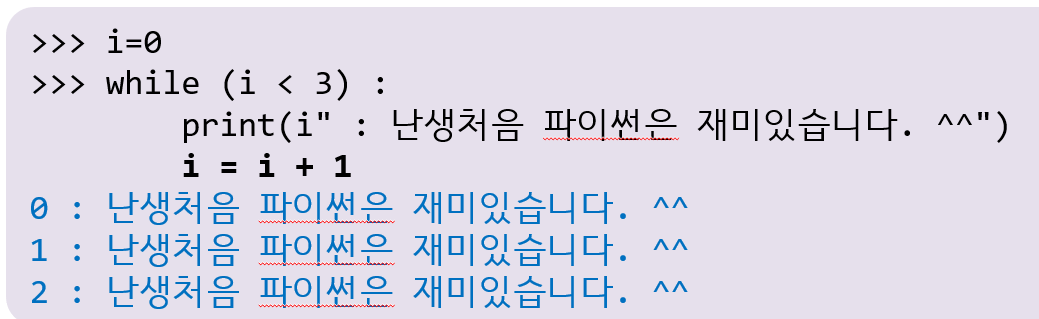 >>> i=0
>>> while (i < 3) :
print(i" : 난생처음 파이썬은 재미있습니다. ^^")
i = i + 1
0 : 난생처음 파이썬은 재미있습니다. ^^
1 : 난생처음 파이썬은 재미있습니다. ^^
2 : 난생처음 파이썬은 재미있습니다. ^^